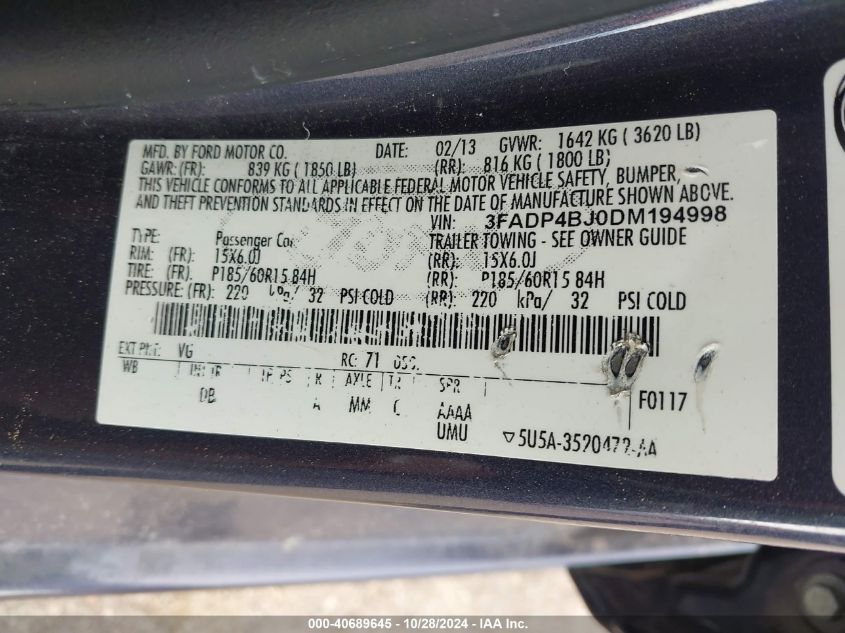 MFD. BY FORD MOTOR CO. DATE: 02/13 GVWR: 1642 KG ( 3620 LB)
GAWR: (FR): 839 KG ( 1850 LB) (RR): 816 KG ( 1800 LB)
THIS VEHICLE CONFORMS TO ALL APPLICABLE FEDERAL MOTOR VEHICLE SAFETY, BUMPER,
AND THEFT PREVENTION STANDARDS IN EFFECT ON THE DATE OF MANUFACTURE SHOWN ABOVE.
VIN: 3FADP4BJ0DM194998
TYPE: Passenger Car TRAILER TOWING - SEE OWNER GUIDE
RIM: (FR): 15X6.0J (RR): 15X6.0J
TIRE: (FR): P185/60R15 84H (RR): P185/60R15 84H
PRESSURE: (FR): 220 kPa/ 32 PSI COLD (RR): 220 kPa/ 32 PSI COLD
EXT PNT: VG RC: 71
WB R AXLE SPR
DB A MM C AAAA
UMU
F0117
5U5A-3520472-AA
000-40689645 / 10/28/2024 - IAA Inc.